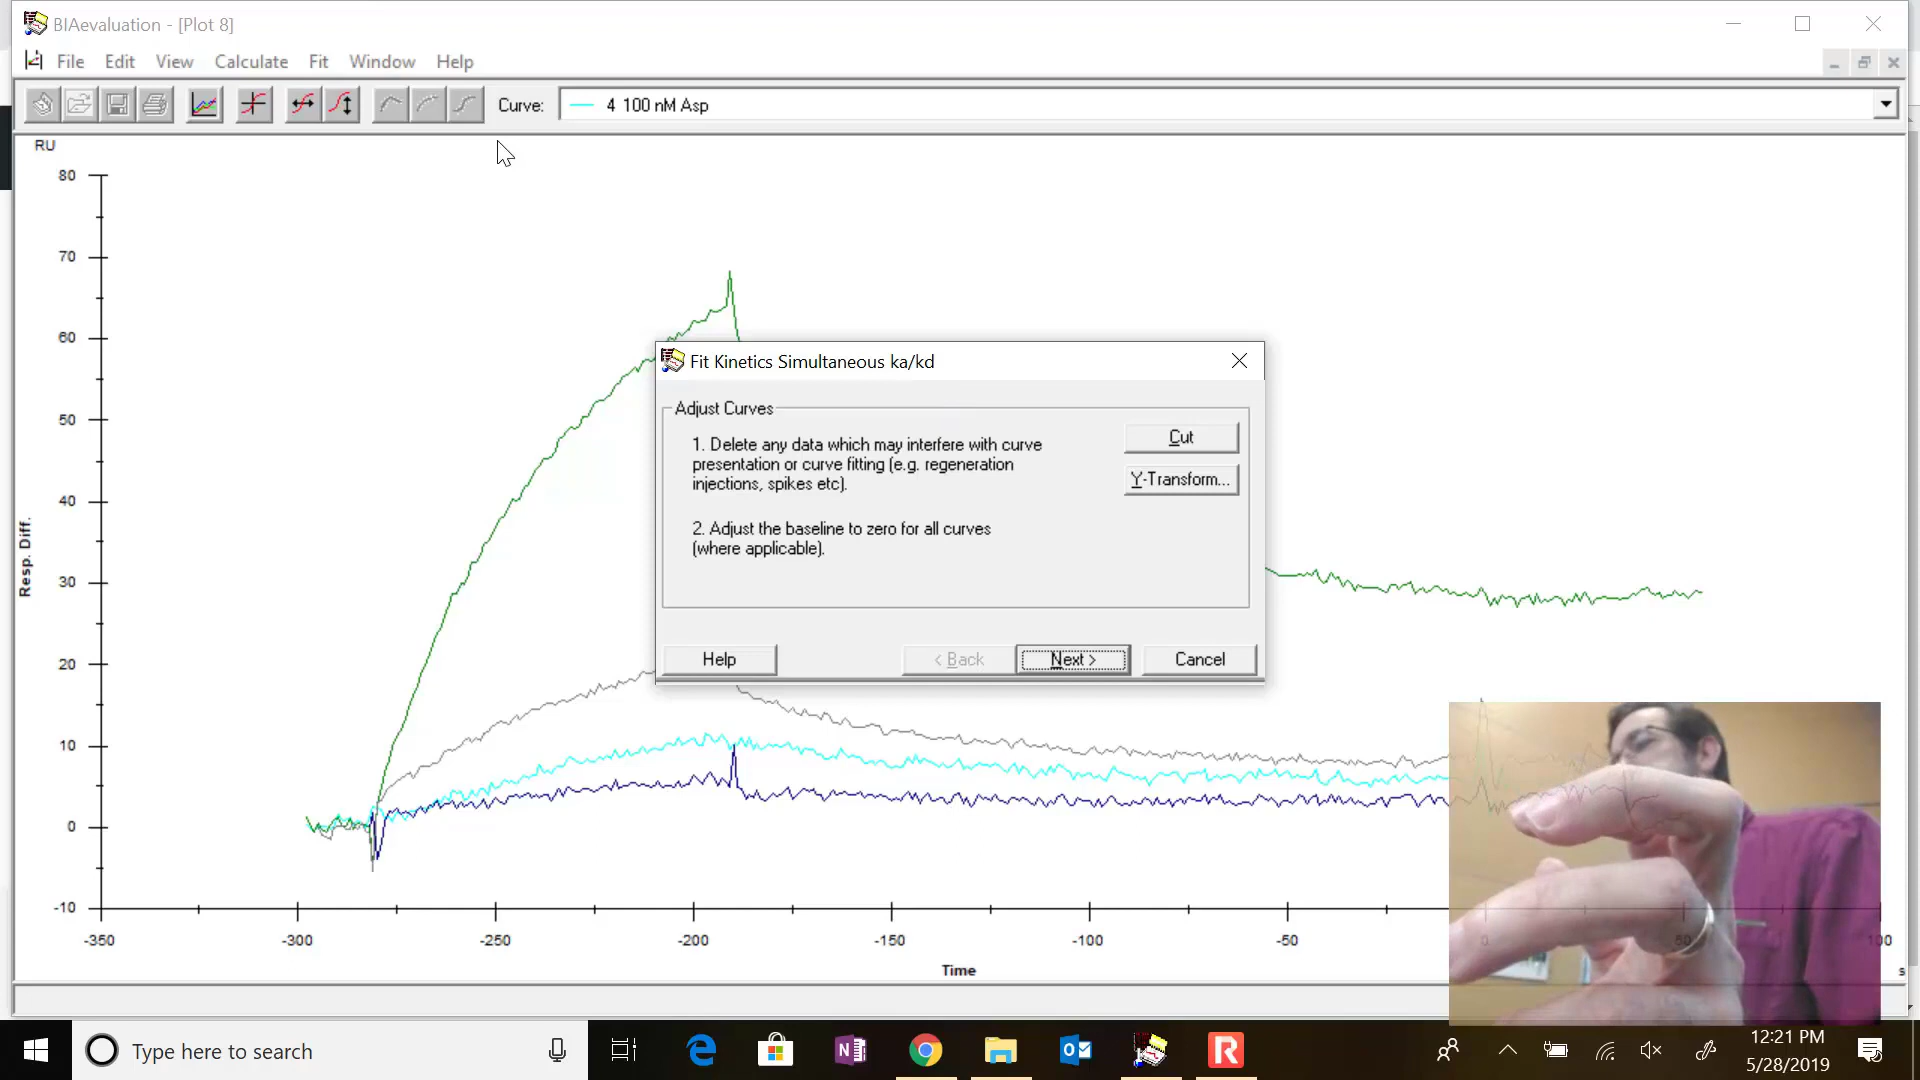 BIAevaluation - [Plot 8]
File Edit View Calculate Fit Window Help
Curve: 4 100 nM Asp
RU
80
70
60
50
40
30
20
10
0
-10
Resp. Diff.
-350 -300 -250 -200 -150 -100 -50 0 50 100
Time
s
Fit Kinetics Simultaneous ka/kd
Adjust Curves
1. Delete any data which may interfere with curve
presentation or curve fitting (e.g. regeneration
injections, spikes etc).
2. Adjust the baseline to zero for all curves
(where applicable).
Cut
Y-Transform...
Help < Back Next > Cancel
Type here to search
12:21 PM
5/28/2019